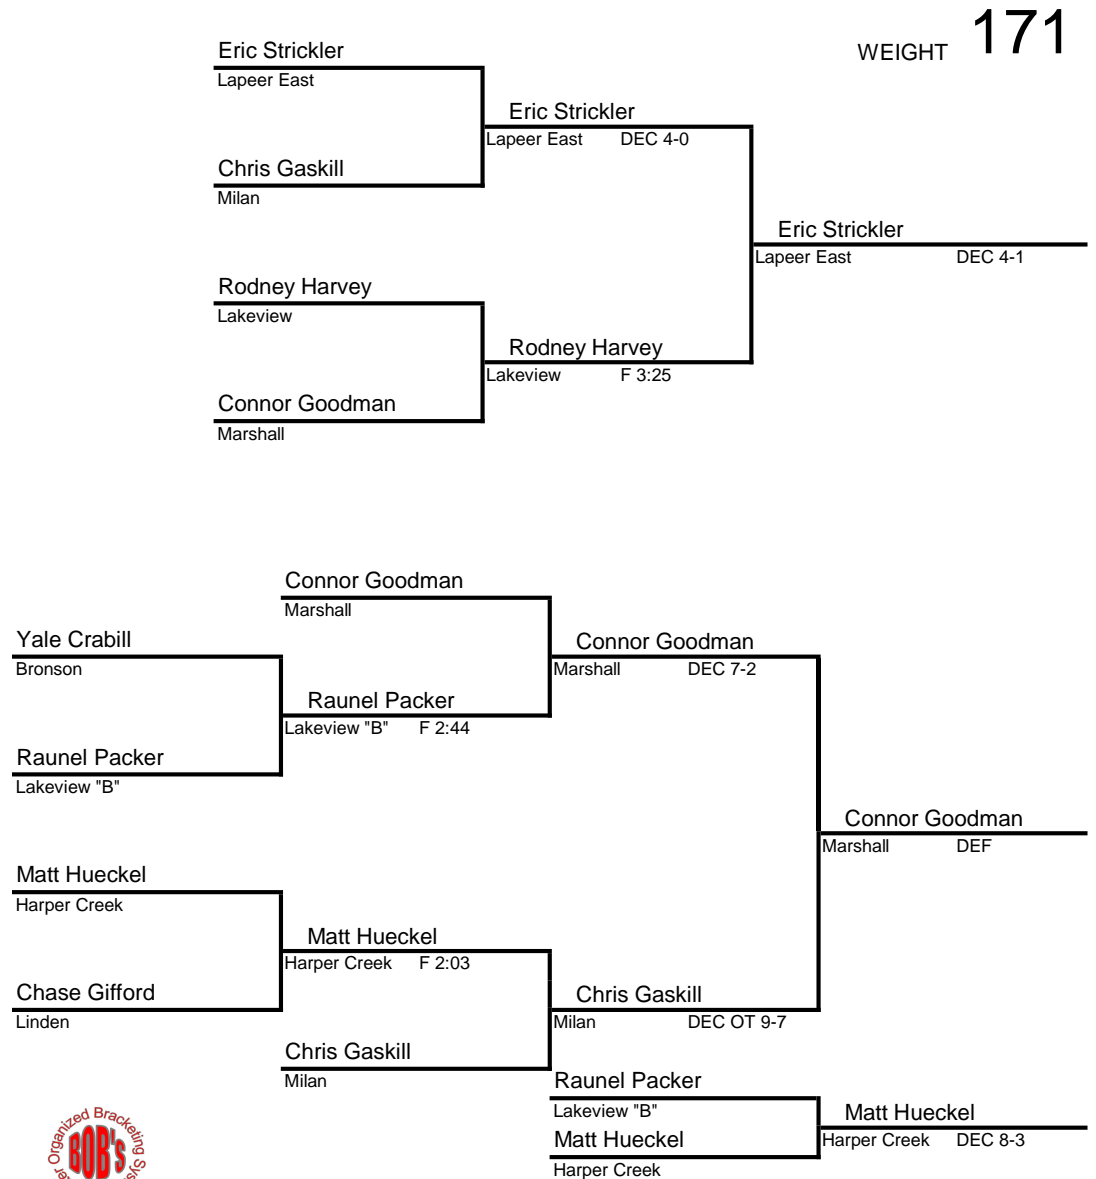 WEIGHT 171
Eric Strickler
Lapeer East
Eric Strickler
Lapeer East DEC 4-0
Chris Gaskill
Milan
Eric Strickler
Lapeer East DEC 4-1
Rodney Harvey
Lakeview
Rodney Harvey
Lakeview F 3:25
Connor Goodman
Marshall
Connor Goodman
Marshall
Yale Crabill
Bronson
Connor Goodman
Marshall DEC 7-2
Raunel Packer
Lakeview "B" F 2:44
Raunel Packer
Lakeview "B"
Connor Goodman
Marshall DEF
Matt Hueckel
Harper Creek
Matt Hueckel
Harper Creek F 2:03
Chase Gifford
Linden
Chris Gaskill
Milan DEC OT 9-7
Chris Gaskill
Milan
Raunel Packer
Lakeview "B"
Matt Hueckel
Harper Creek DEC 8-3
Matt Hueckel
Harper Creek
Organized Bracketing
BOB's